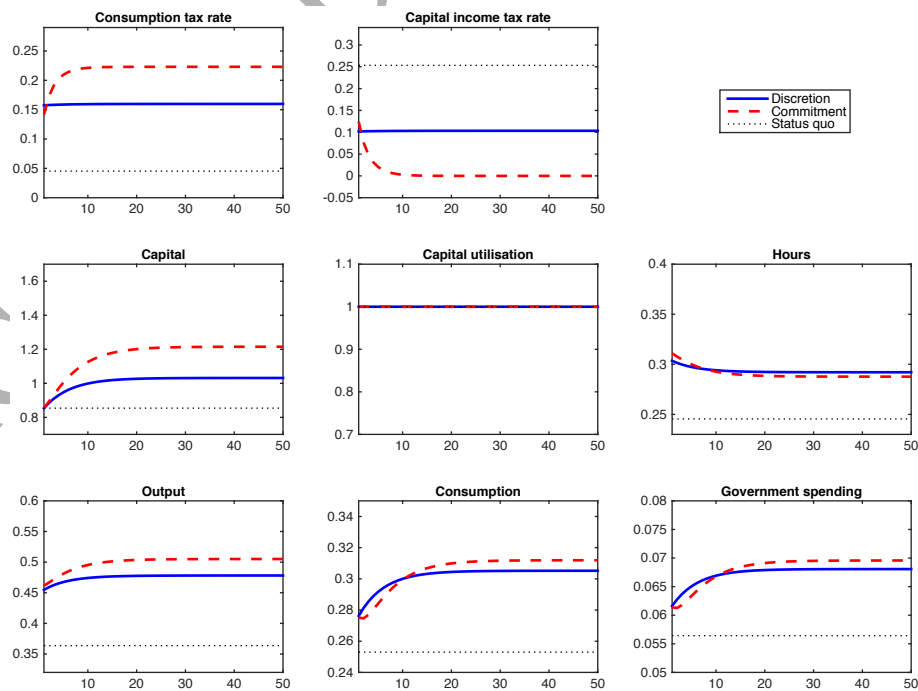 Consumption tax rate
0.25
0.2
0.15
0.1
0.05
0
10 20 30 40 50
Capital income tax rate
0.3
0.25
0.2
0.15
0.1
0.05
0
-0.05
10 20 30 40 50
Discretion
Commitment
Status quo
Capital
1.6
1.4
1.2
1
0.8
10 20 30 40 50
Capital utilisation
1.1
1
0.9
0.8
0.7
10 20 30 40 50
Hours
0.4
0.35
0.3
0.25
10 20 30 40 50
Output
0.6
0.55
0.5
0.45
0.4
0.35
10 20 30 40 50
Consumption
0.34
0.32
0.3
0.28
0.26
0.24
10 20 30 40 50
Government spending
0.08
0.075
0.07
0.065
0.06
0.055
0.05
10 20 30 40 50